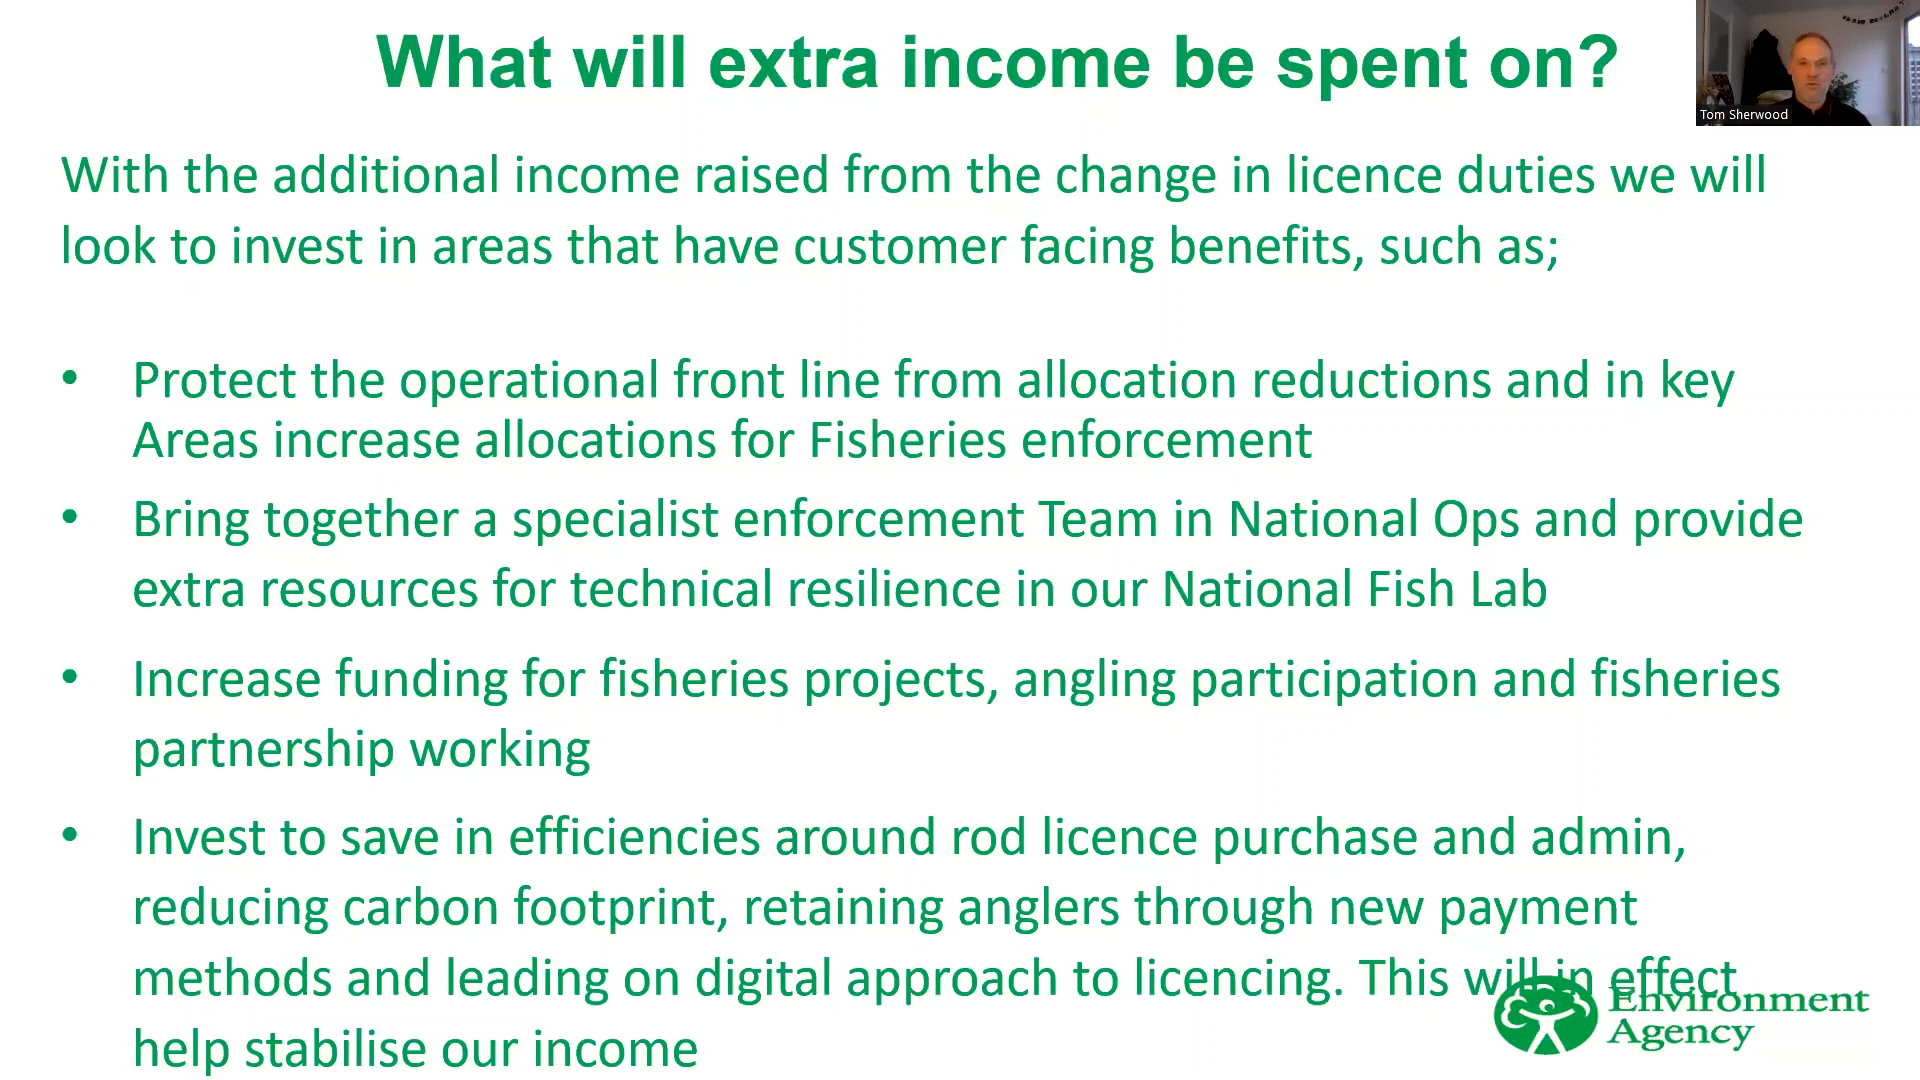 What will extra income be spent on?
Tom Sherwood
With the additional income raised from the change in licence duties we will
look to invest in areas that have customer facing benefits, such as;
• Protect the operational front line from allocation reductions and in key
Areas increase allocations for Fisheries enforcement
• Bring together a specialist enforcement Team in National Ops and provide
extra resources for technical resilience in our National Fish Lab
• Increase funding for fisheries projects, angling participation and fisheries
partnership working
• Invest to save in efficiencies around rod licence purchase and admin,
reducing carbon footprint, retaining anglers through new payment
methods and leading on digital approach to licencing. This will in effect
help stabilise our income
Environment
Agency